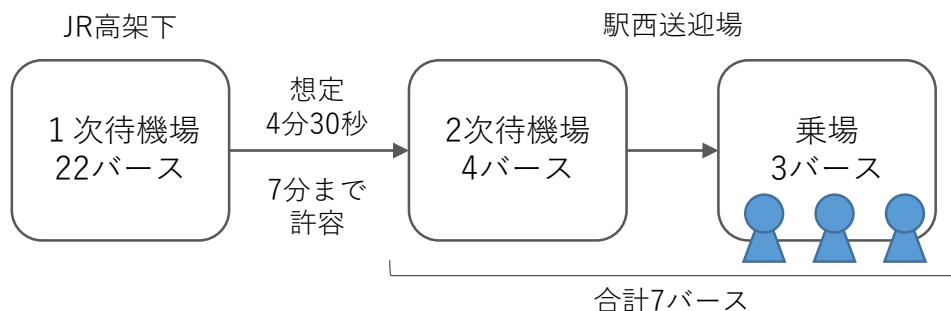 JR高架下
駅西送迎場
１次待機場
22バース
想定
4分30秒
7分まで
許容
2次待機場
4バース
乗場
3バース
合計7バース